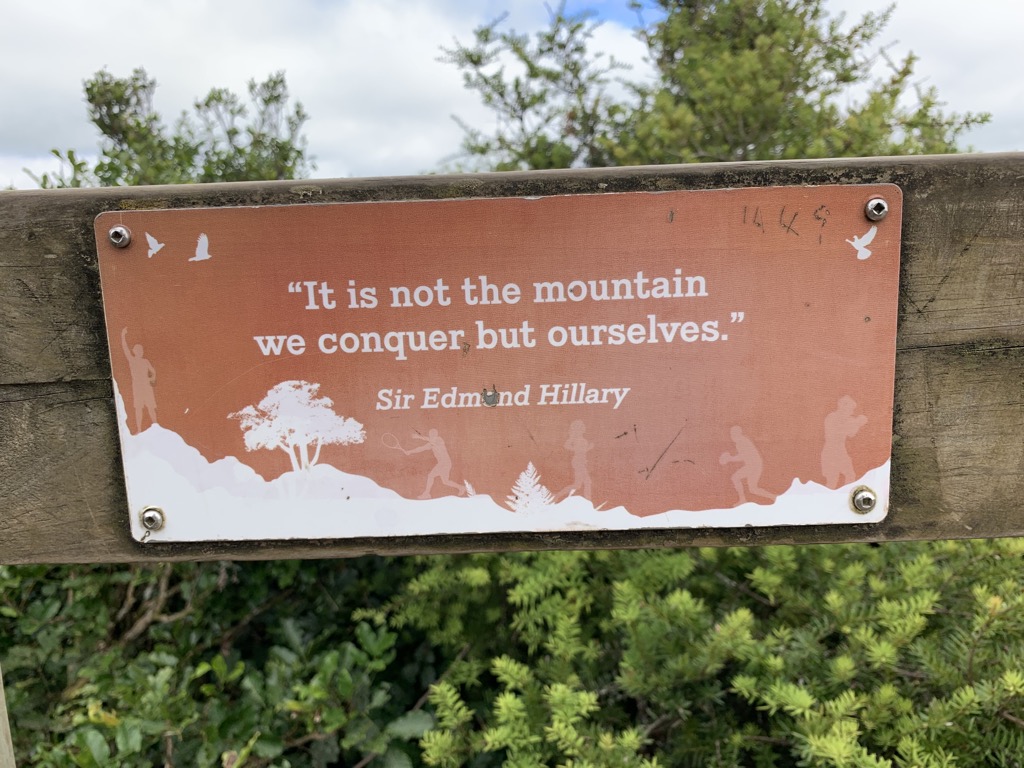 “It is not the mountain
we conquer but ourselves.”
Sir Edmund Hillary